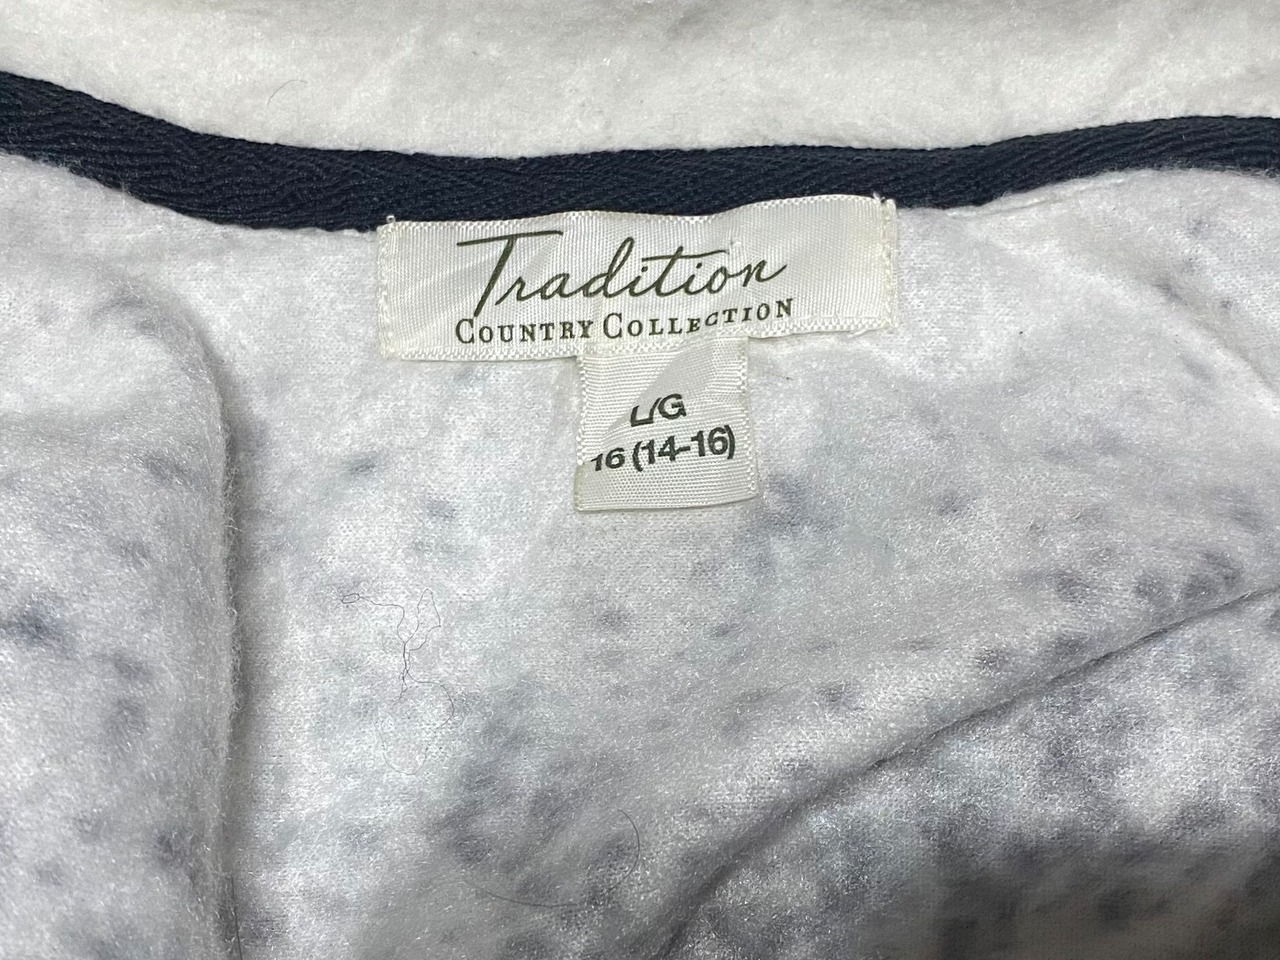 Tradition
COUNTRY COLLECTION
L/G
16 (14-16)